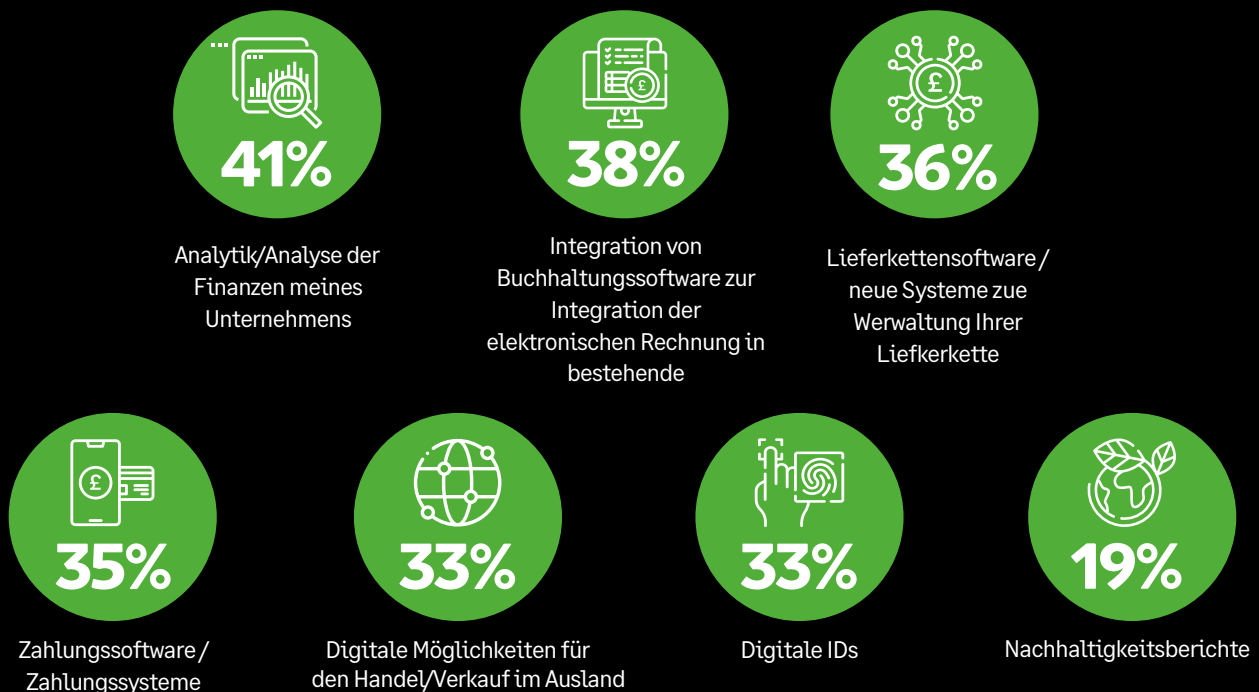 41%
Analytik/Analyse der
Finanzen meines
Unternehmens
38%
Integration von
Buchhaltungssoftware zur
Integration der
elektronischen Rechnung in
bestehende
36%
Lieferkettensoftware/
neue Systeme zue
Werwaltung Ihrer
Liefkerkette
35%
Zahlungssoftware/
Zahlungssysteme
33%
Digitale Möglichkeiten für
den Handel/Verkauf im Ausland
33%
Digitale IDs
19%
Nachhaltigkeitsberichte